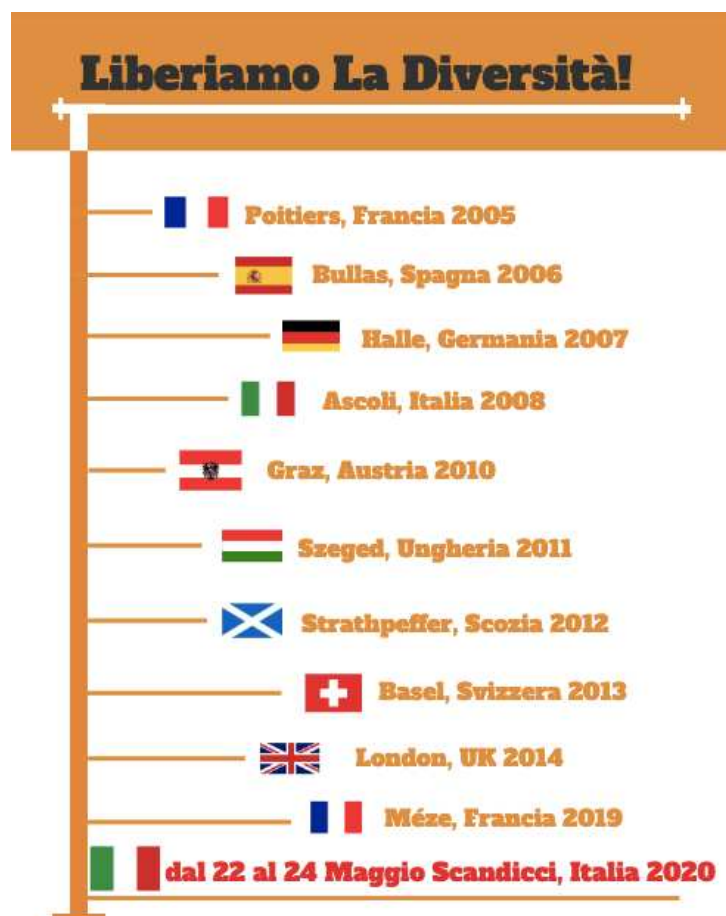 Liberiamo La Diversità!
Poitiers, Francia 2005
Bullas, Spagna 2006
Halle, Germania 2007
Ascoli, Italia 2008
Graz, Austria 2010
Szeged, Ungheria 2011
Strathpeffer, Scozia 2012
Basel, Svizzera 2013
London, UK 2014
Méze, Francia 2019
dal 22 al 24 Maggio Scandicci, Italia 2020